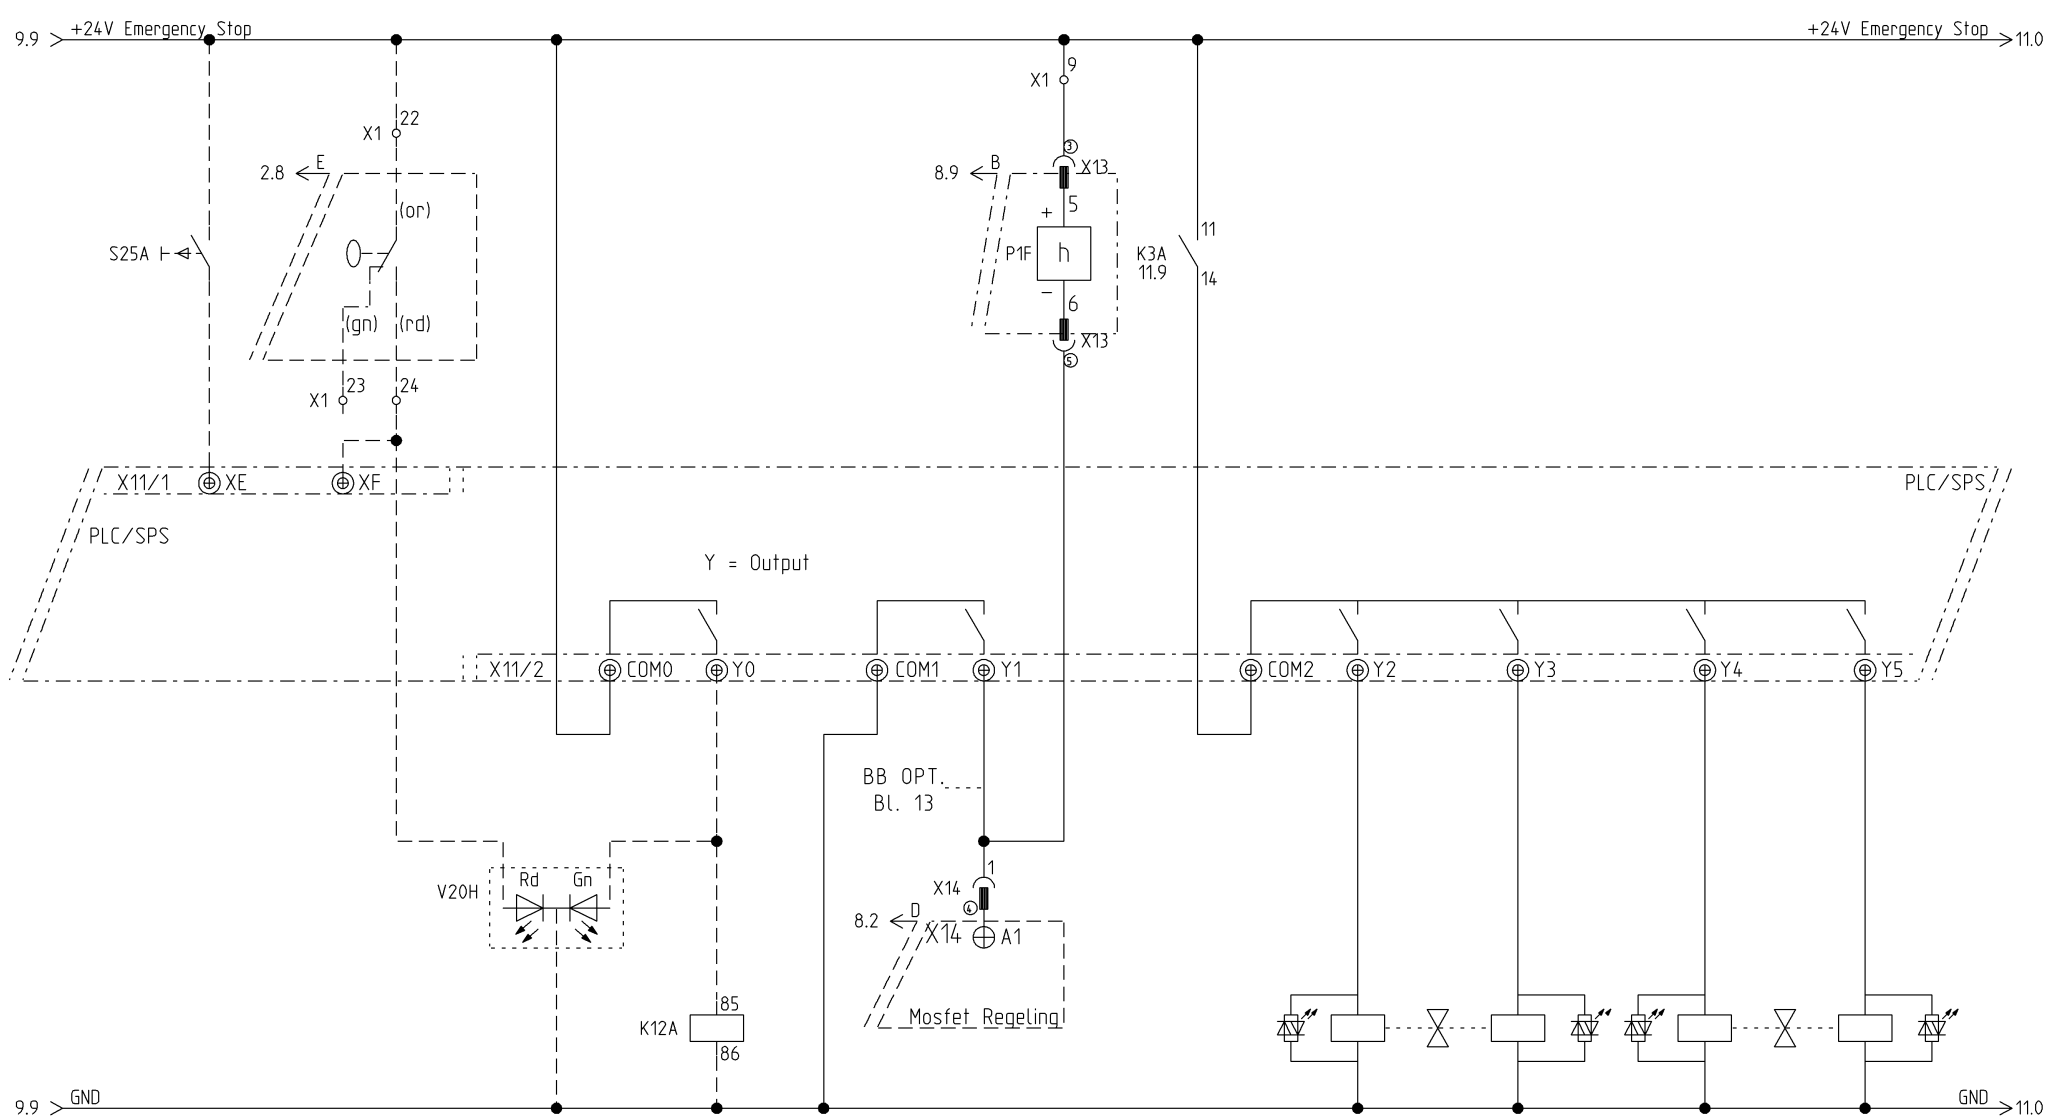 +24V Emergency Stop
+24V Emergency Stop
9.9
11.0
9
X1
22
X1
3
E
B
X13
2.8
8.9
(or)
5
+
11
S25A
P1F
h
K3A
11.9
14
−
6
(gn)
(rd)
X13
5
23
24
X1
X11/1
XE
XF
PLC/SPS
PLC/SPS
Y = Output
X11/2
COM0
Y0
COM1
Y1
COM2
Y2
Y3
Y4
Y5
BB OPT.
Bl. 13
1
Rd
Gn
V20H
X14
4
D
8.2
X14
A1
85
Mosfet Regeling
K12A
86
GND
GND
9.9
11.0